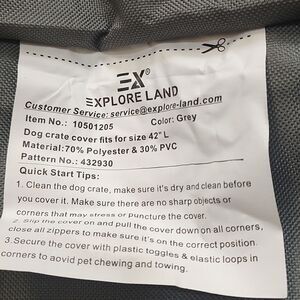 EX®
EXPLORE LAND
Customer Service: service@explore-land.com
Item No.: 10501205 Color: Grey
Dog crate cover fits for size 42" L
Material:70% Polyester & 30% PVC
Pattern No.: 432930
Quick Start Tips:
1. Clean the dog crate, make sure it's dry and clean before
you cover it. Make sure there are no sharp objects or
corners that may stress or puncture the cover.
2. Slip the cover on and pull the cover down on all corners,
close all zippers to make sure it's on the correct position.
3.Secure the cover with plastic toggles & elastic loops in
corners to avoid pet chewing and towing.